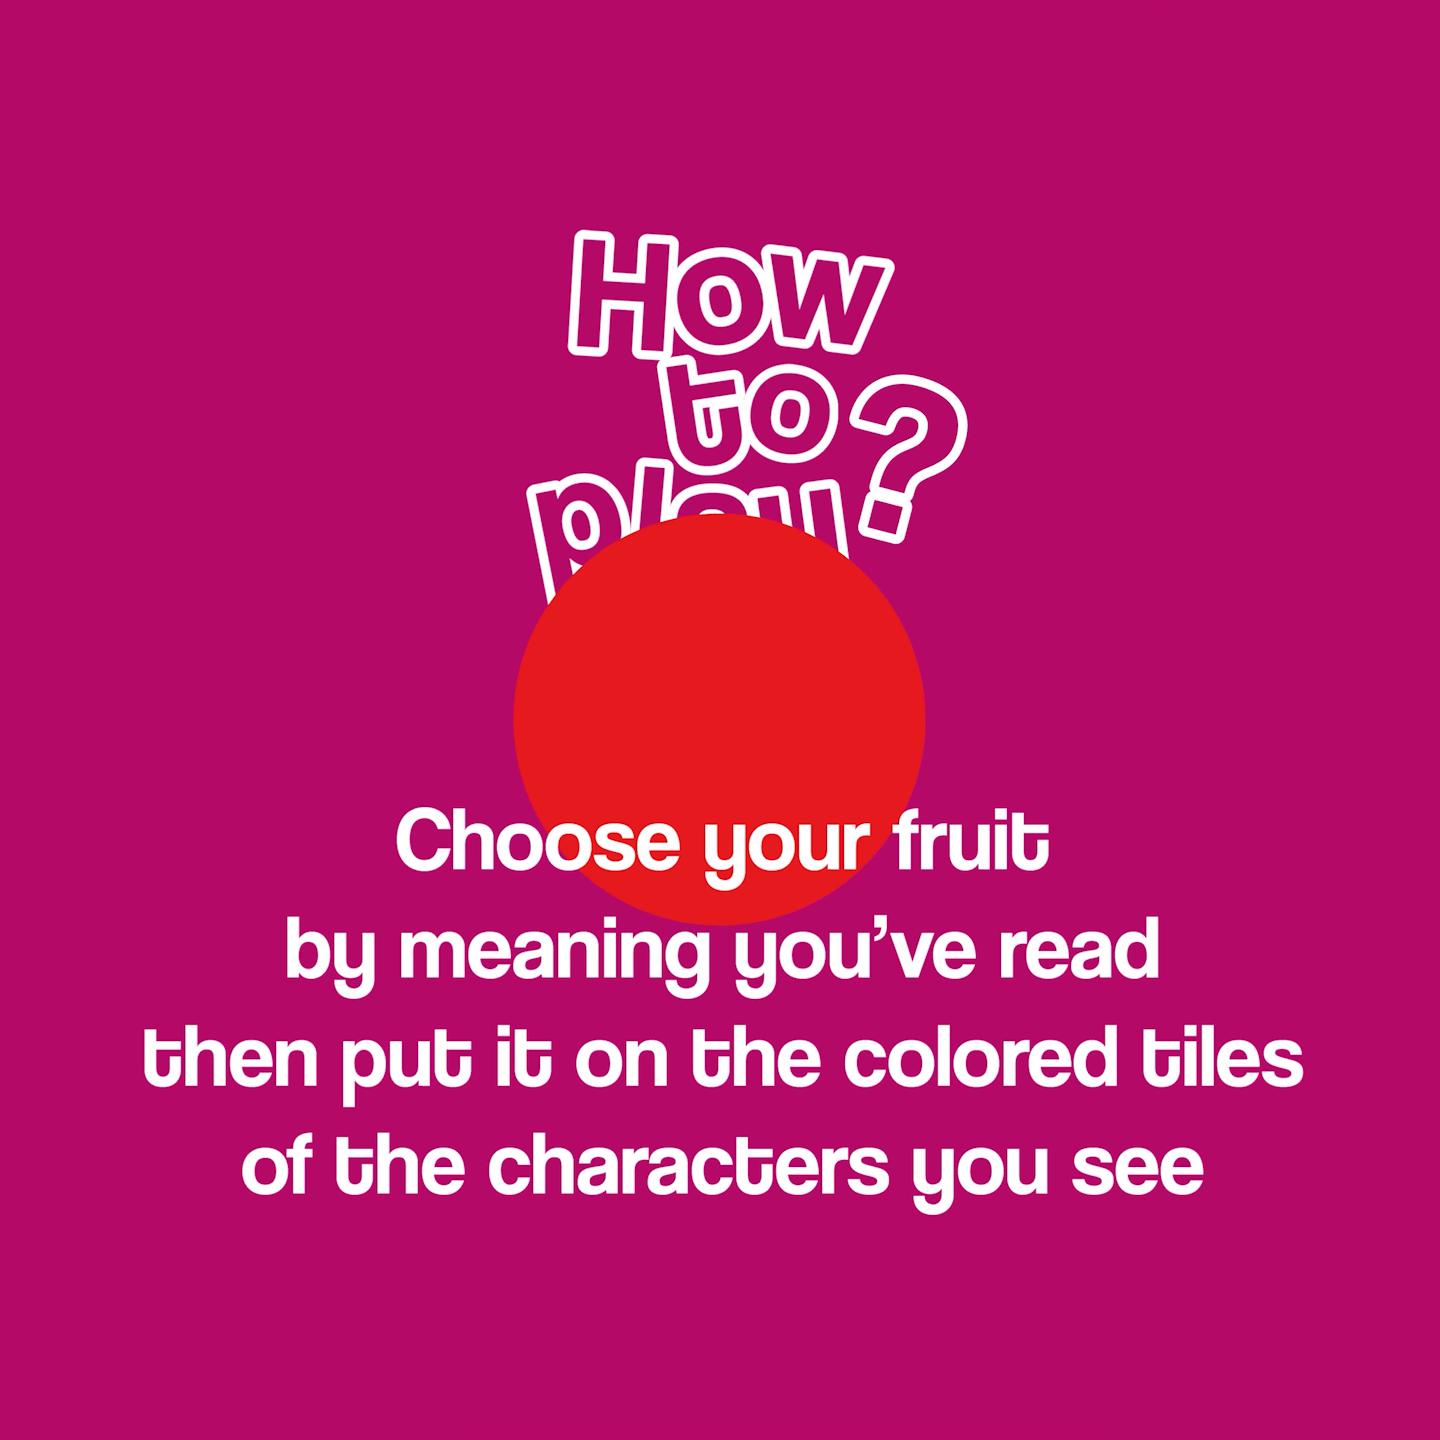 How
to
play?
Choose your fruit
by meaning you've read
then put it on the colored tiles
of the characters you see